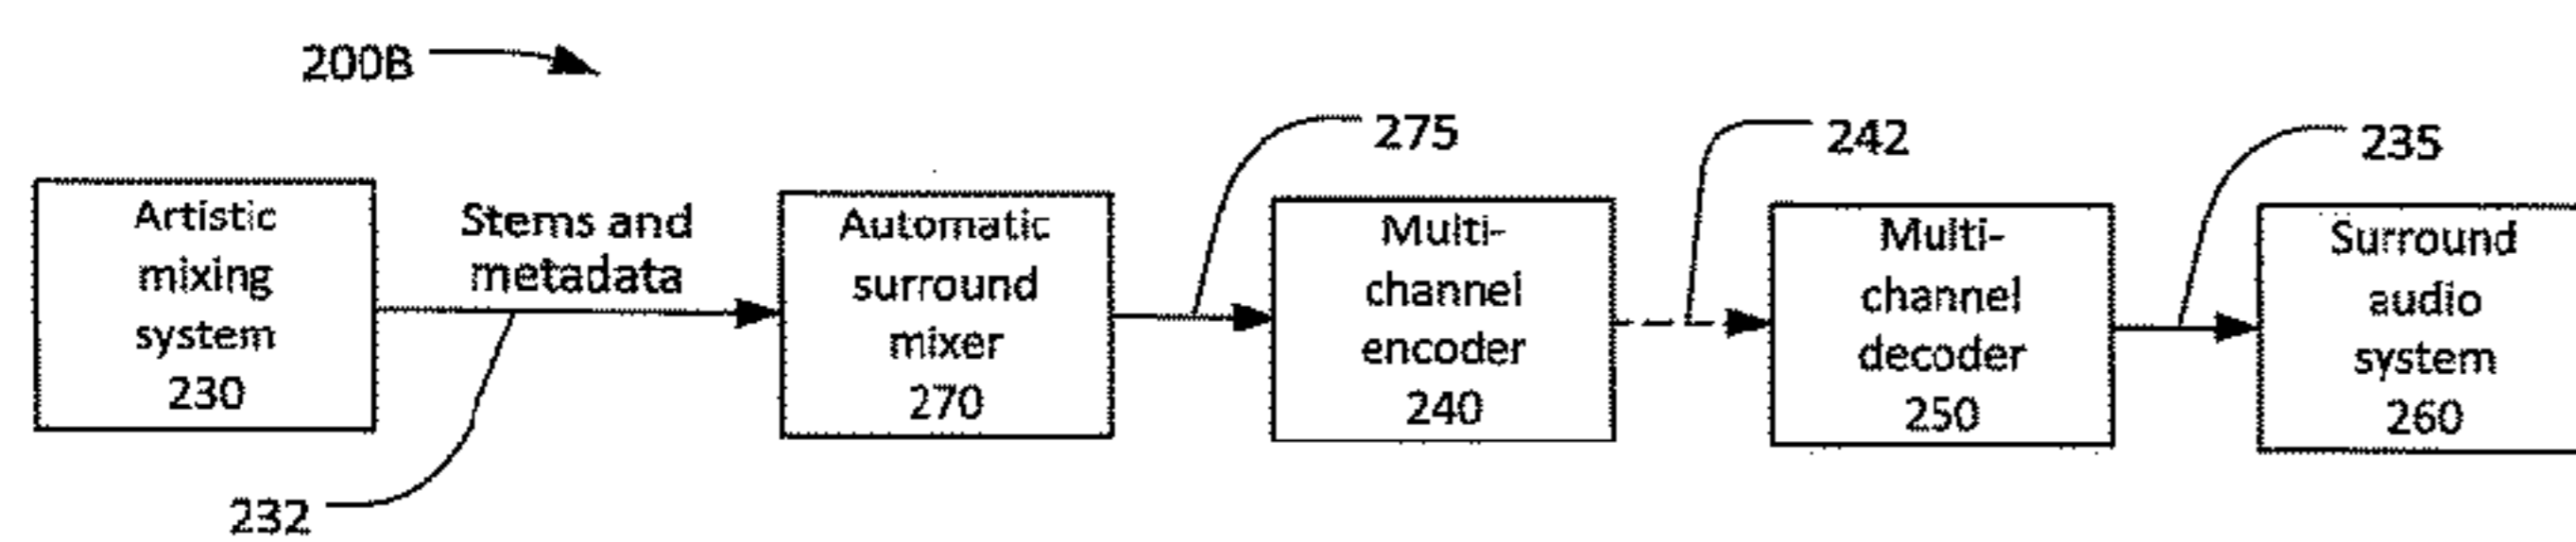 200B
275
242
235
Artistic
mixing
system
230
Stems and
metadata
Automatic
surround
mixer
270
Multi-
channel
encoder
240
Multi-
channel
decoder
250
Surround
audio
system
260
232